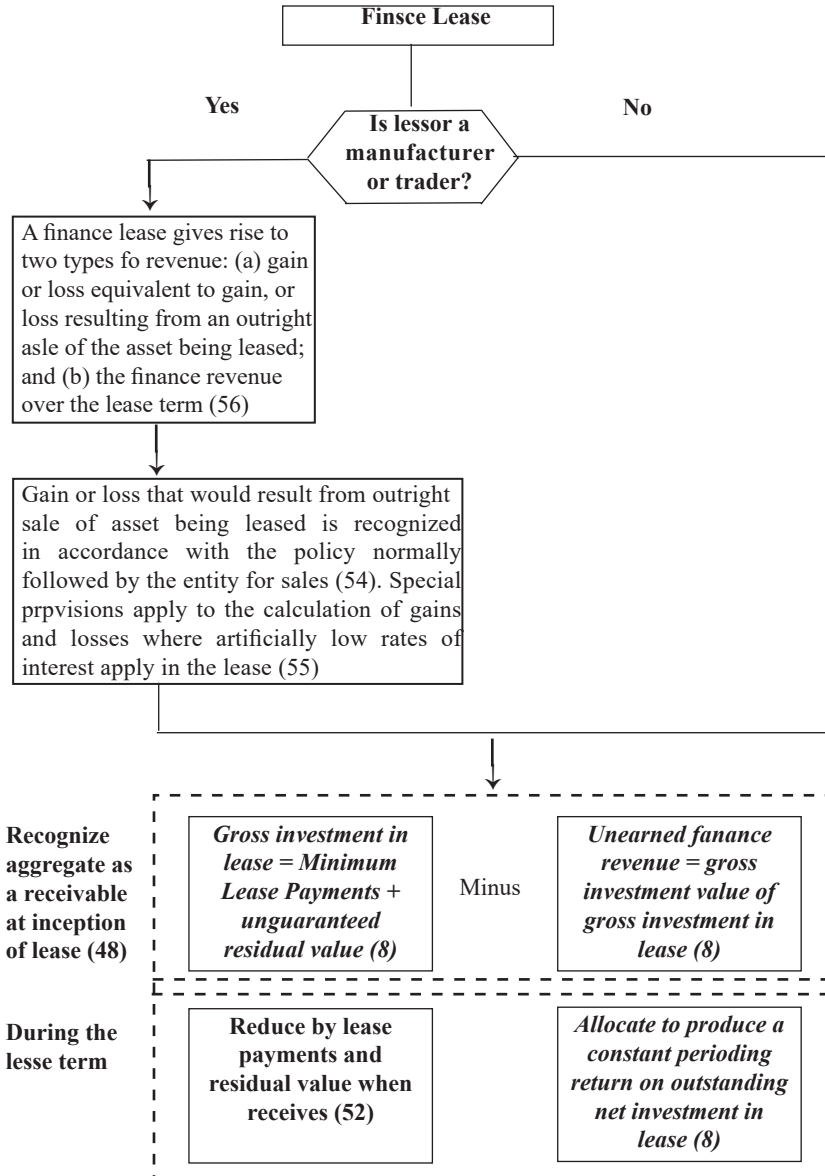 Finsce Lease
Yes
No
Is lessor a
manufacturer
or trader?
A finance lease gives rise to
two types fo revenue: (a) gain
or loss equivalent to gain, or
loss resulting from an outright
asle of the asset being leased;
and (b) the finance revenue
over the lease term (56)
Gain or loss that would result from outright
sale of asset being leased is recognized
in accordance with the policy normally
followed by the entity for sales (54). Special
prpvisions apply to the calculation of gains
and losses where artificially low rates of
interest apply in the lease (55)
Recognize
aggregate as
a receivable
at inception
of lease (48)
Gross investment in
lease = Minimum
Lease Payments +
unguaranteed
residual value (8)
Minus
Unearned fanance
revenue = gross
investment value of
gross investment in
lease (8)
During the
lesse term
Reduce by lease
payments and
residual value when
receives (52)
Allocate to produce a
constant perioding
return on outstanding
net investment in
lease (8)